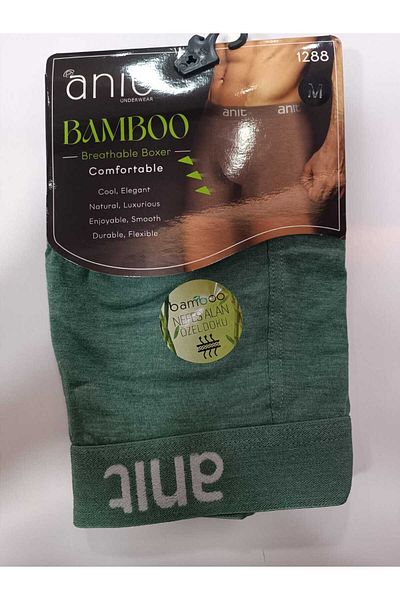 anit
UNDERWEAR
1288
M
anit
anit
BAMBOO
Breathable Boxer
Comfortable
Cool, Elegant
Natural, Luxurious
Enjoyable, Smooth
Durable, Flexible
bamboo
NEFES ALAN
ÖZEL DOKU
anit